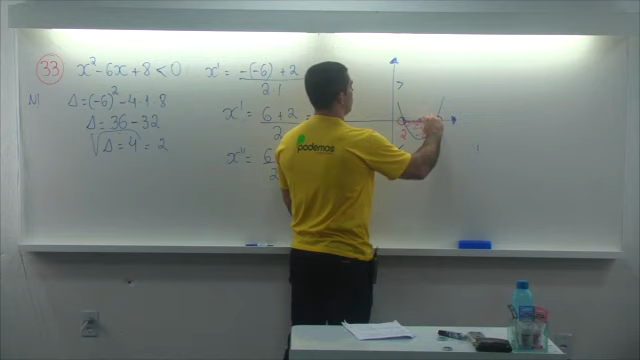 33 x² - 6x + 8 < 0
N
Δ = (-6)² - 4 . 1 . 8
Δ = 36 - 32
√Δ = 4 = 2
x' = -(-6) + 2 / 2 . 1
x' = 6 + 2 / 2 =
x'' = 6
2
podemos
2